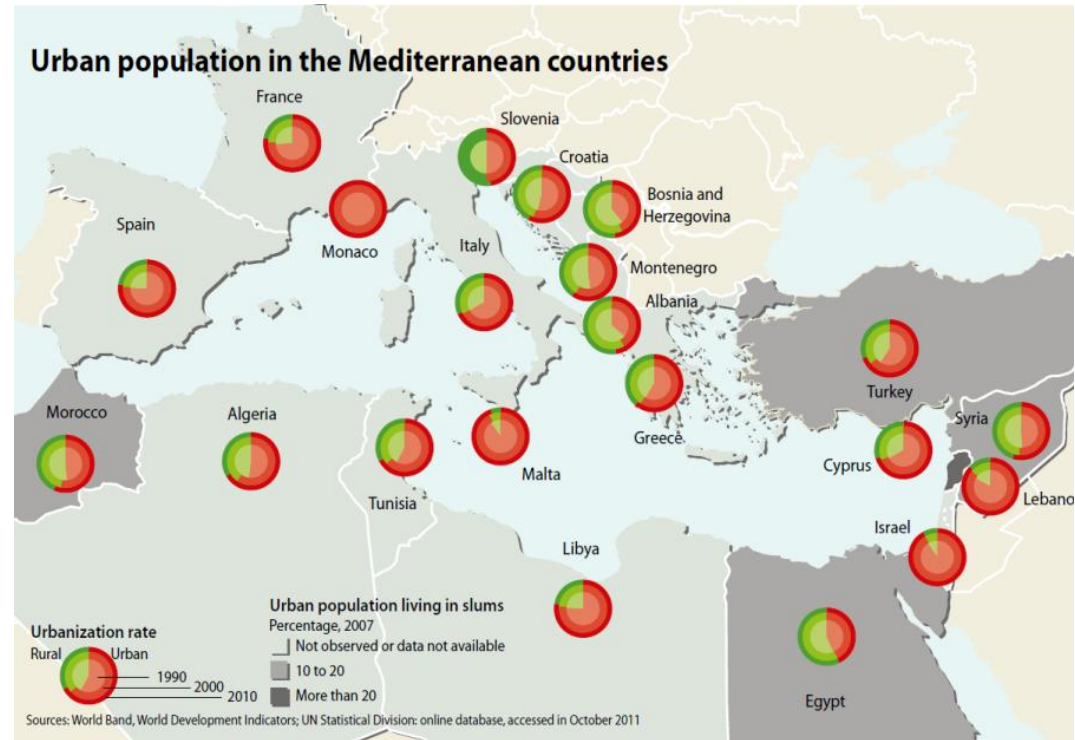 Urban population in the Mediterranean countries
France
Slovenia
Croatia
Bosnia and
Herzegovina
Spain
Monaco
Italy
Montenegro
Albania
Turkey
Morocco
Algeria
Syria
Greece
Cyprus
Malta
Tunisia
Lebano
Israel
Libya
Urban population living in slums
Percentage, 2007
Not observed or data not available
10 to 20
More than 20
Urbanization rate
Rural Urban
1990
2000
2010
Egypt
Sources: World Band, World Development Indicators; UN Statistical Division: online database, accessed in October 2011